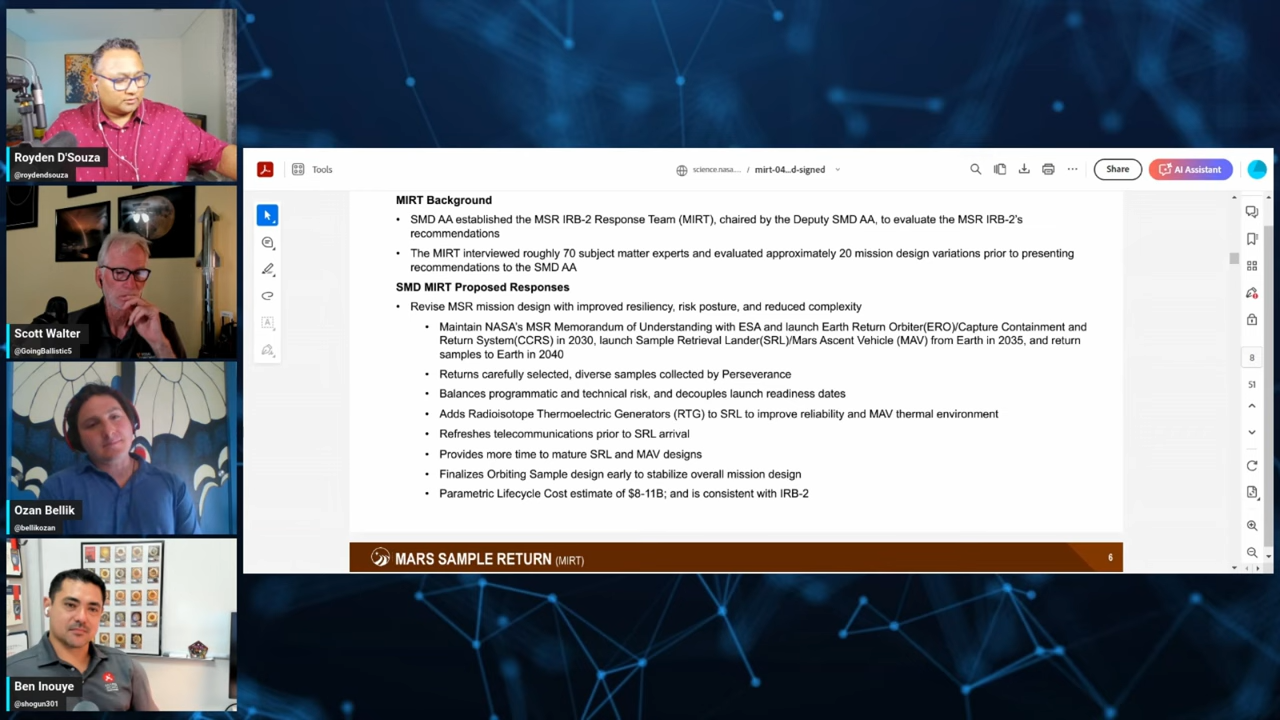 Royden D'Souza
@roydendsouza
Scott Walter
@GoingBallistic5
Ozan Bellik
@bellikozan
Ben Inouye
@shogun301
Tools
science.nasa.... / mirt-04...d-signed
Share
AI Assistant
MIRT Background
• SMD AA established the MSR IRB-2 Response Team (MIRT), chaired by the Deputy SMD AA, to evaluate the MSR IRB-2's
recommendations
• The MIRT interviewed roughly 70 subject matter experts and evaluated approximately 20 mission design variations prior to presenting
recommendations to the SMD AA
SMD MIRT Proposed Responses
• Revise MSR mission design with improved resiliency, risk posture, and reduced complexity
• Maintain NASA's MSR Memorandum of Understanding with ESA and launch Earth Return Orbiter(ERO)/Capture Containment and
Return System(CCRS) in 2030, launch Sample Retrieval Lander(SRL)/Mars Ascent Vehicle (MAV) from Earth in 2035, and return
samples to Earth in 2040
• Returns carefully selected, diverse samples collected by Perseverance
• Balances programmatic and technical risk, and decouples launch readiness dates
• Adds Radioisotope Thermoelectric Generators (RTG) to SRL to improve reliability and MAV thermal environment
• Refreshes telecommunications prior to SRL arrival
• Provides more time to mature SRL and MAV designs
• Finalizes Orbiting Sample design early to stabilize overall mission design
• Parametric Lifecycle Cost estimate of $8-11B; and is consistent with IRB-2
MARS SAMPLE RETURN (MIRT)
6
8
51